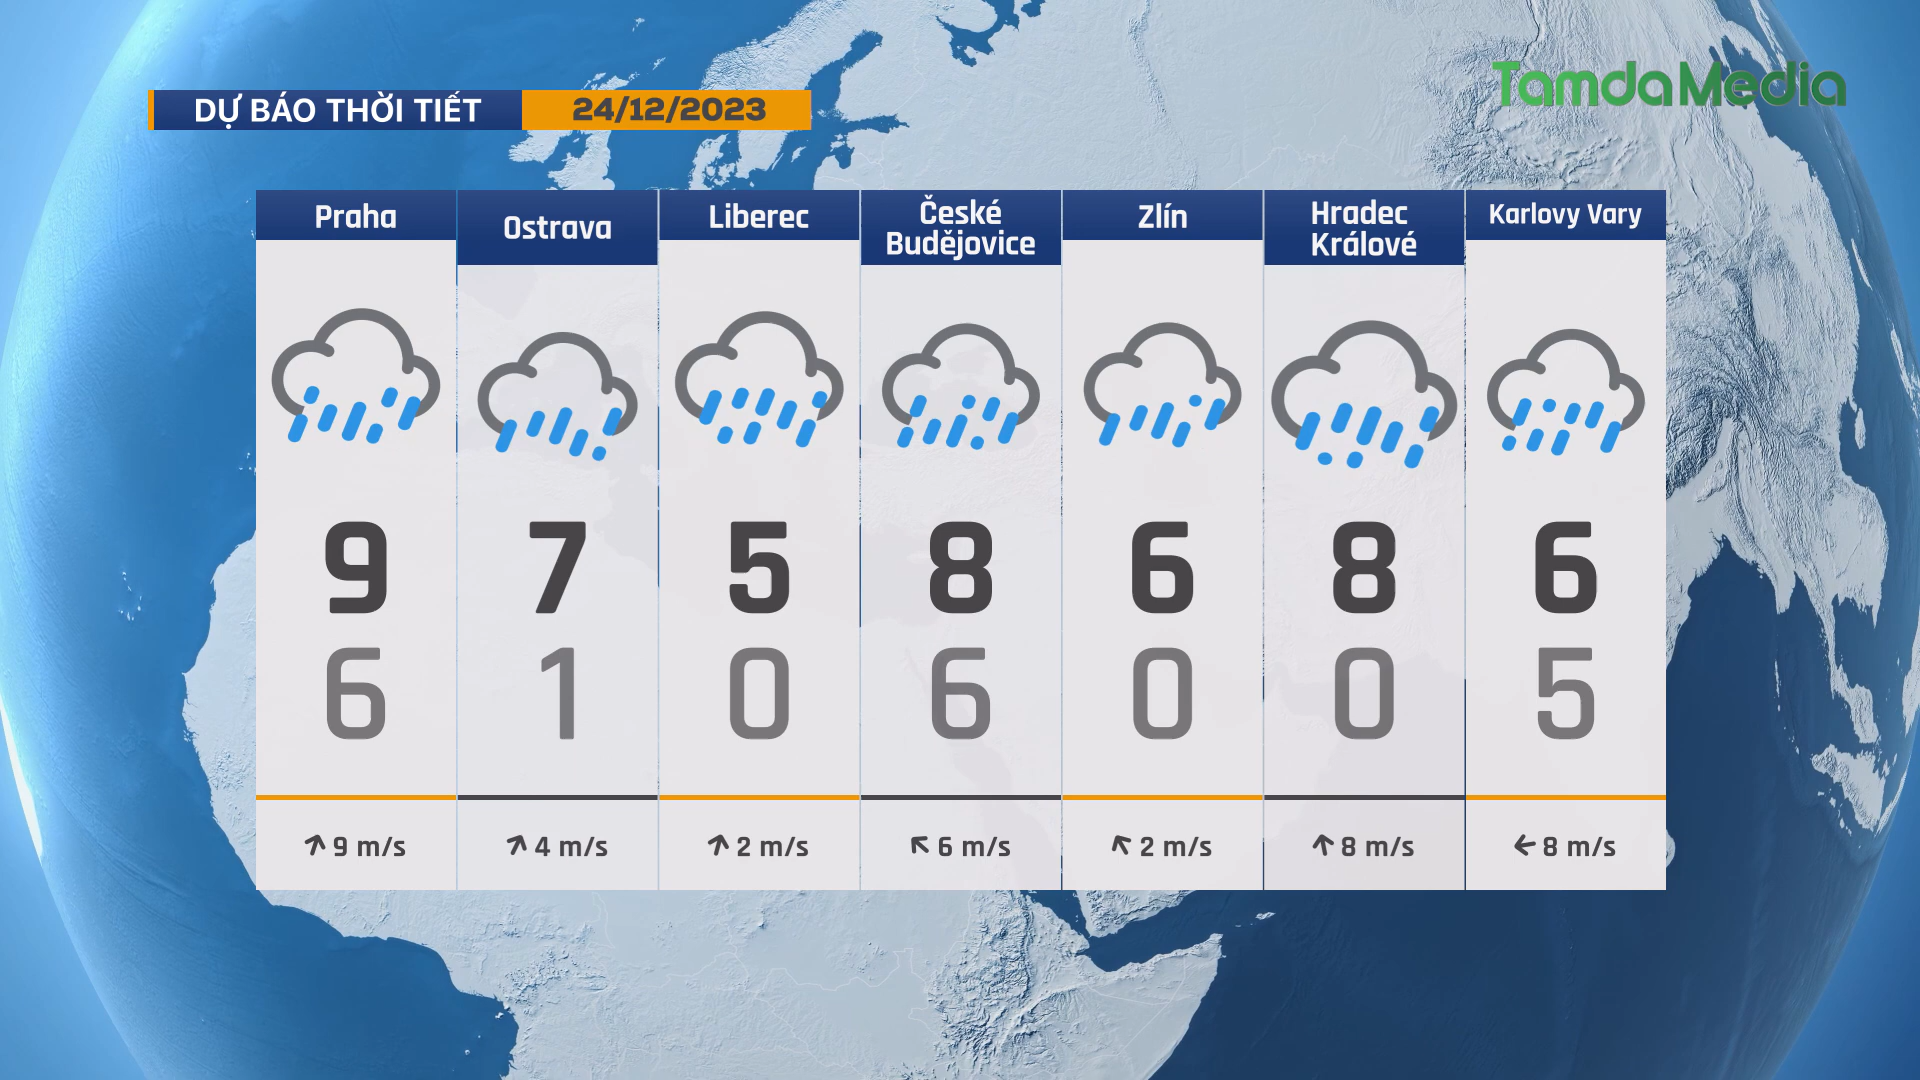 DỰ BÁO THỜI TIẾT 24/12/2023
TamdaMedia
Praha
Ostrava
Liberec
České
Budějovice
Zlín
Hradec
Králové
Karlovy Vary
9
7
5
8
6
8
6
6
1
0
6
0
0
5
9 m/s
4 m/s
2 m/s
6 m/s
2 m/s
8 m/s
8 m/s